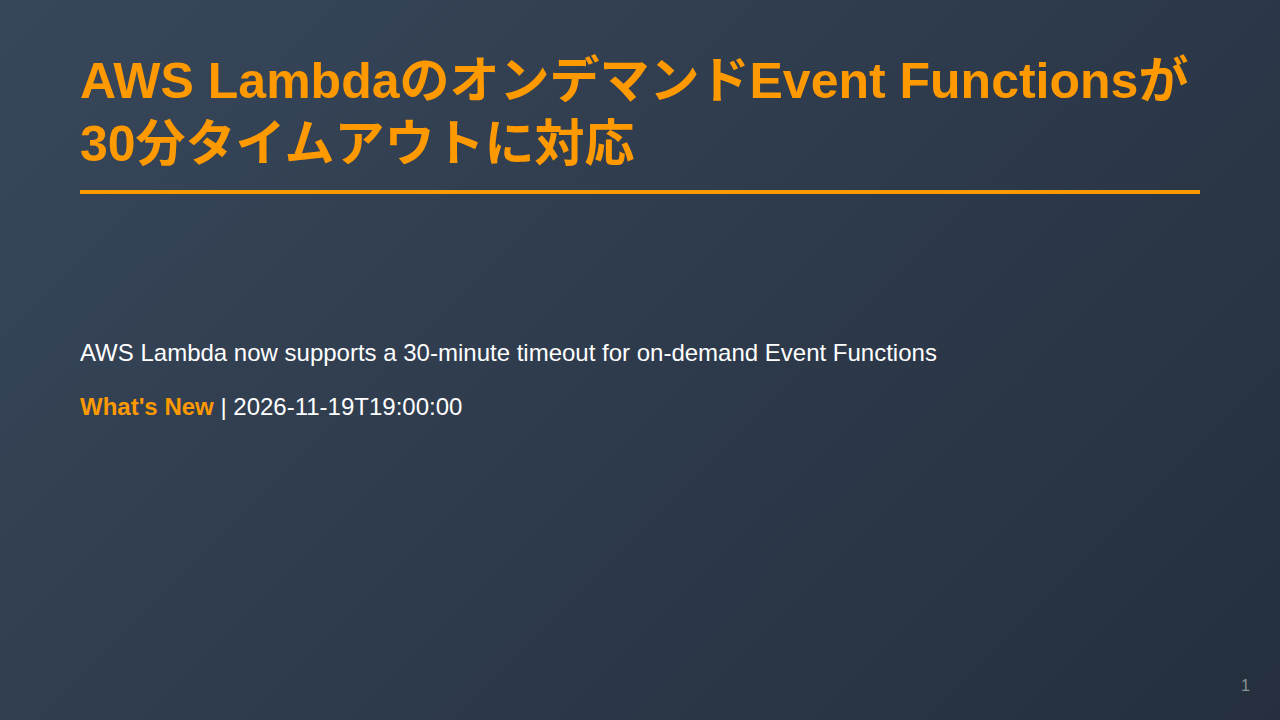 AWS LambdaのオンデマンドEvent Functionsが
30分タイムアウトに対応
AWS Lambda now supports a 30-minute timeout for on-demand Event Functions
What's New | 2026-11-19T19:00:00
1